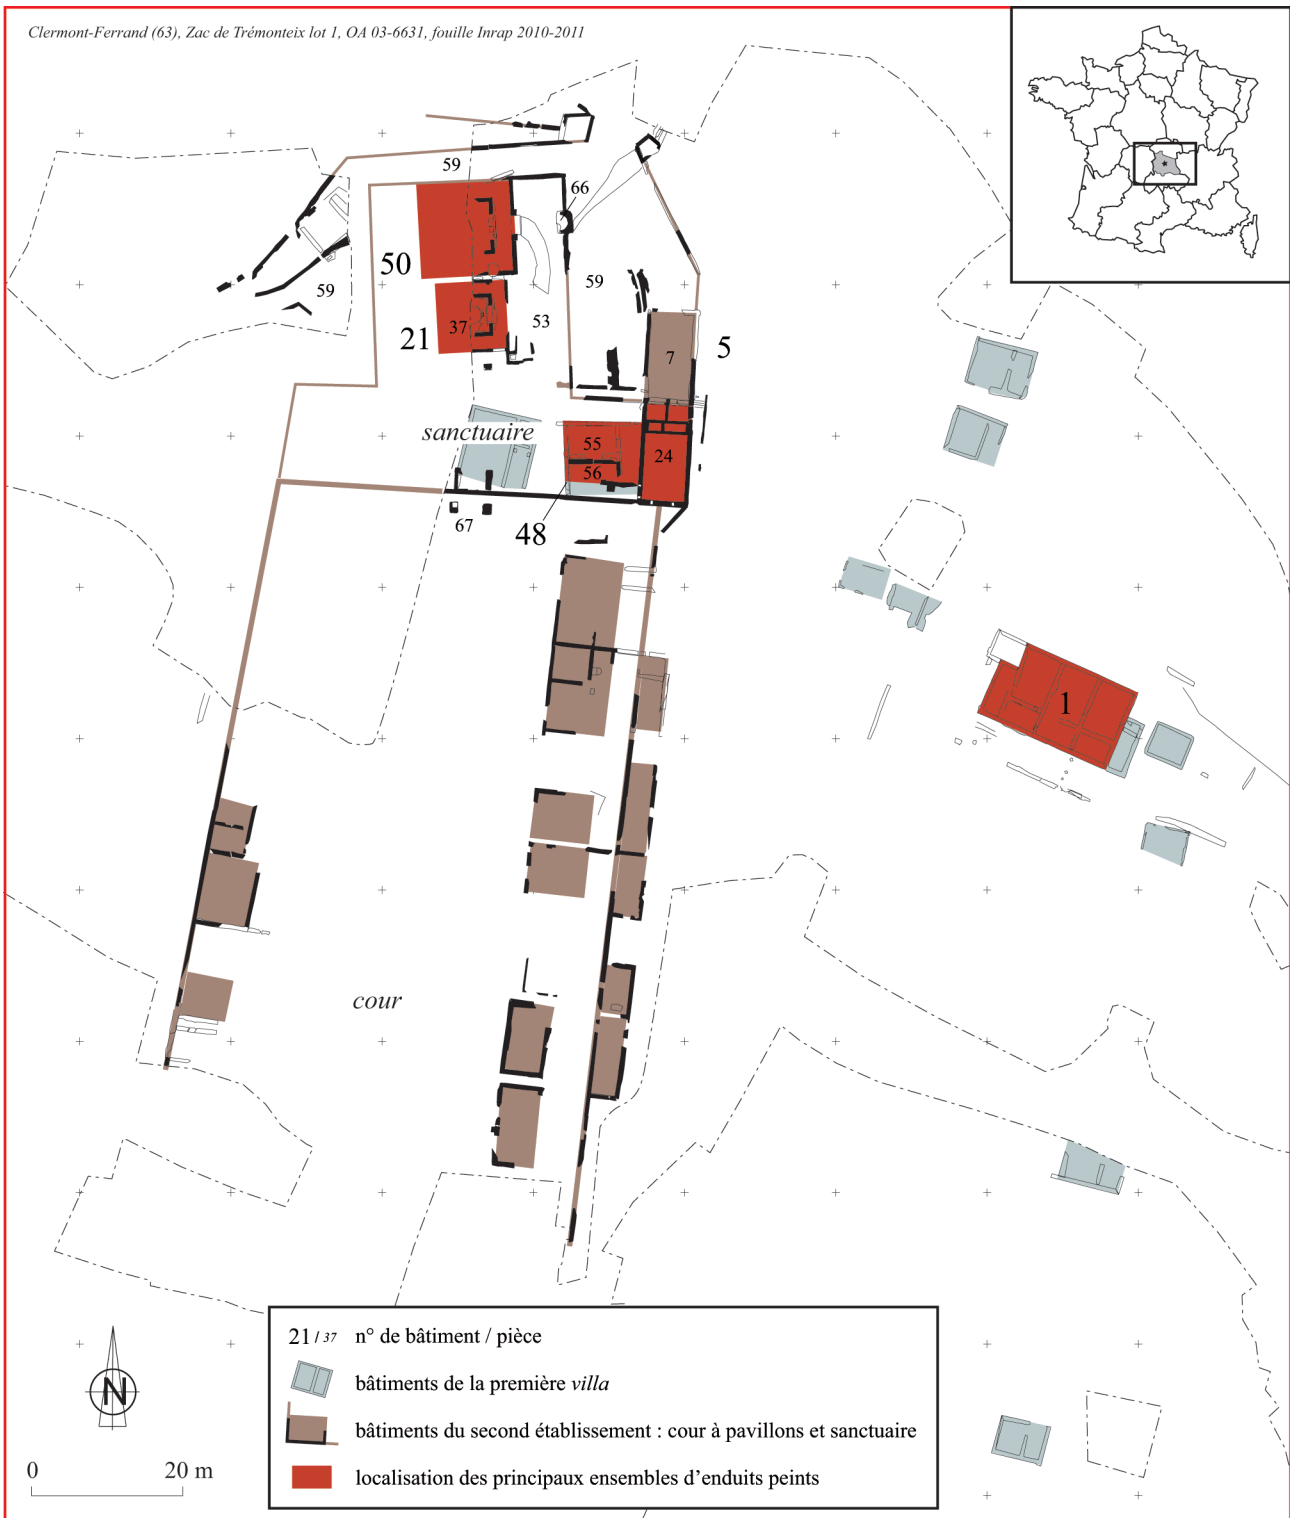 Clermont-Ferrand (63), Zac de Trémonteix lot 1, OA 03-6631, fouille Inrap 2010-2011
59
66
50
59
59
53
21
37
7
5
sanctuaire
55
24
56
67
48
1
cour
21 / 37 n° de bâtiment / pièce
bâtiments de la première villa
bâtiments du second établissement : cour à pavillons et sanctuaire
localisation des principaux ensembles d’enduits peints
N
0 20 m